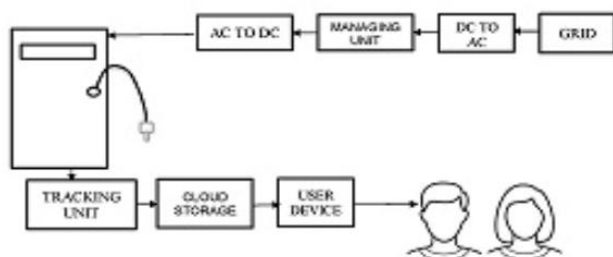 AC TO DC
MANAGING
UNIT
DC TO
AC
GRID
TRACKING
UNIT
CLOUD
STORAGE
USER
DEVICE